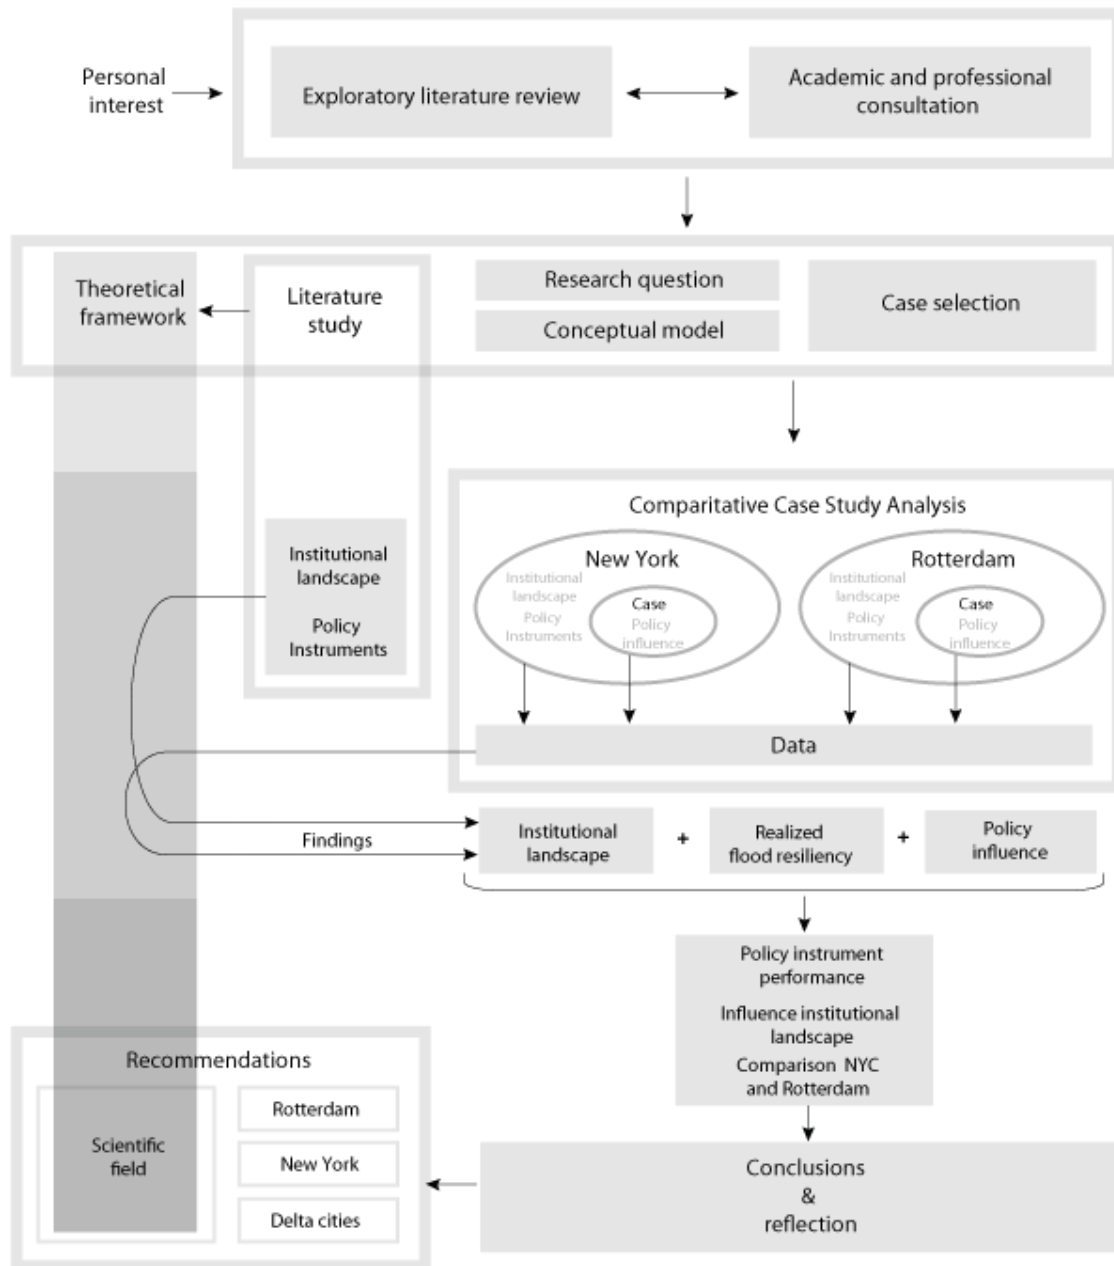 Personal
interest
Exploratory literature review
Academic and professional
consultation
Theoretical
framework
Literature
study
Research question
Conceptual model
Case selection
Institutional
landscape
Policy
Instruments
Comparitative Case Study Analysis
New York
Institutional
landscape
Policy
Instruments
Case
Policy
influence
Rotterdam
Institutional
landscape
Policy
Instruments
Case
Policy
influence
Data
Findings
Institutional
landscape
+
Realized
flood resiliency
+
Policy
influence
Policy instrument
performance
Influence institutional
landscape
Comparison NYC
and Rotterdam
Recommendations
Scientific
field
Rotterdam
New York
Delta cities
Conclusions
&
reflection